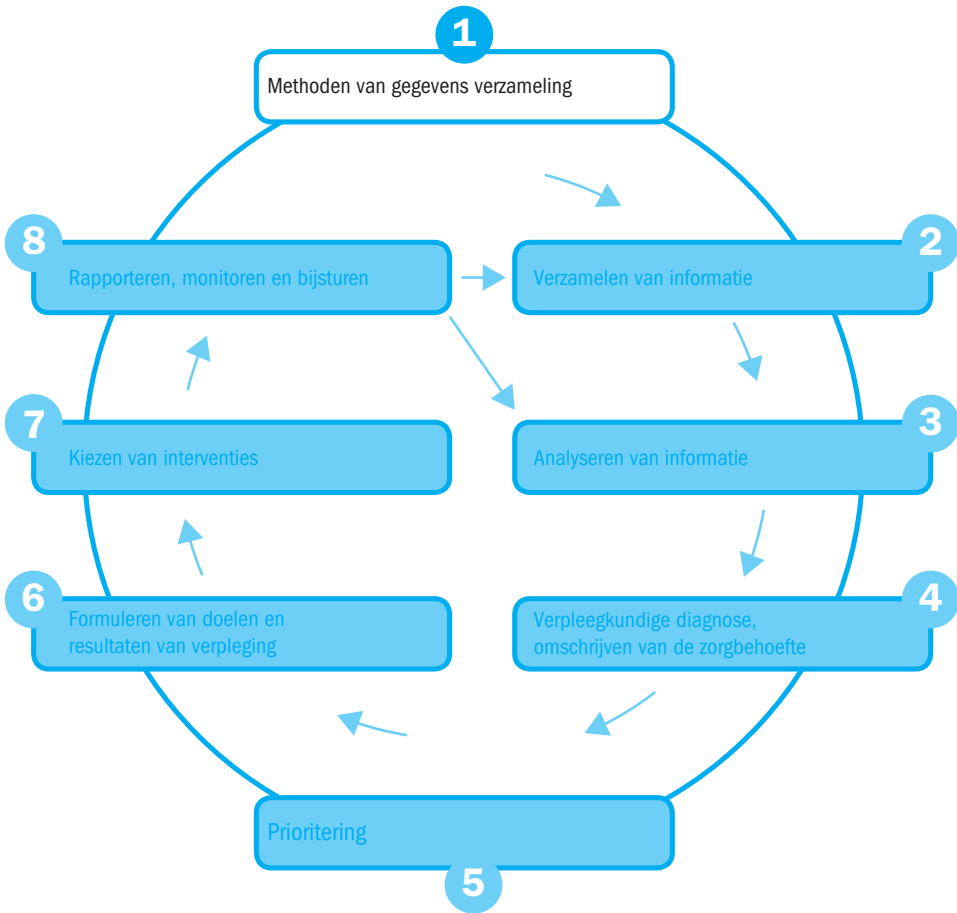 1
Methoden van gegevens verzameling
2
Verzamelen van informatie
3
Analyseren van informatie
4
Verpleegkundige diagnose,
omschrijven van de zorgbehoefte
5
Prioritering
6
Formuleren van doelen en
resultaten van verpleging
7
Kiezen van interventies
8
Rapporteren, monitoren en bijsturen